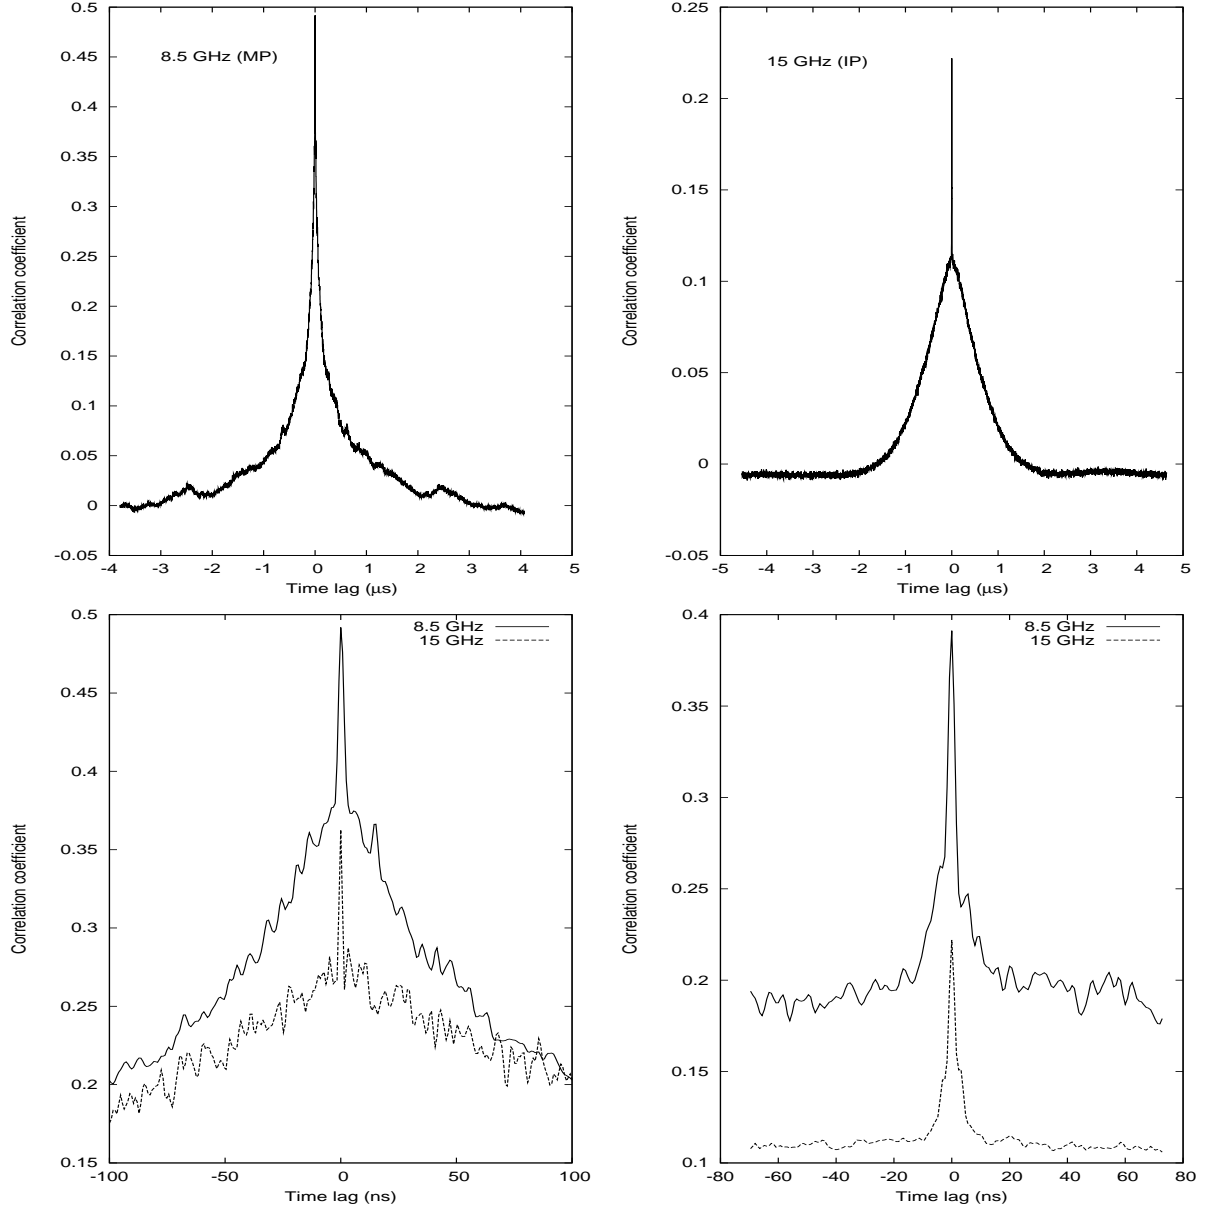 0.5
0.45
0.4
0.35
0.3
0.25
0.2
0.15
0.1
0.05
0
-0.05
Correlation coefficient
8.5 GHz (MP)
-4 -3 -2 -1 0 1 2 3 4 5
Time lag (μs)
0.25
0.2
0.15
0.1
0.05
0
-0.05
Correlation coefficient
15 GHz (IP)
-5 -4 -3 -2 -1 0 1 2 3 4 5
Time lag (μs)
0.5
0.45
0.4
0.35
0.3
0.25
0.2
0.15
Correlation coefficient
8.5 GHz
15 GHz
-100 -50 0 50 100
Time lag (ns)
0.4
0.35
0.3
0.25
0.2
0.15
0.1
Correlation coefficient
8.5 GHz
15 GHz
-80 -60 -40 -20 0 20 40 60 80
Time lag (ns)